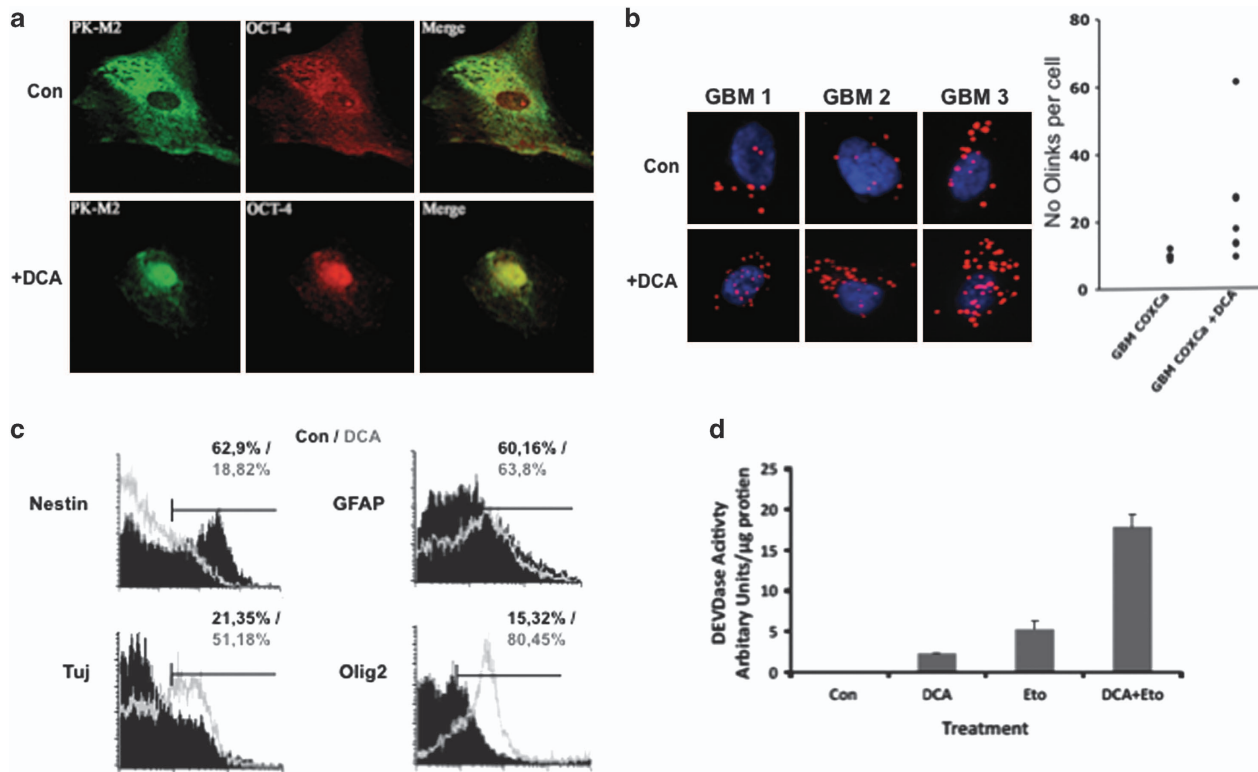 a
PK-M2
OCT-4
Merge
Con
PK-M2
OCT-4
Merge
+DCA
b
GBM 1
GBM 2
GBM 3
Con
+DCA
No Olinks per cell
80
60
40
20
0
GBM COXCa
GBM COXCa +DCA
c
Con / DCA
Nestin
62,9% /
18,82%
GFAP
60,16% /
63,8%
Tuj
21,35% /
51,18%
Olig2
15,32% /
80,45%
d
DEVDase Acitivty
Arbitary Units/µg protien
25
20
15
10
5
0
Con
DCA
Eto
DCA+Eto
Treatment